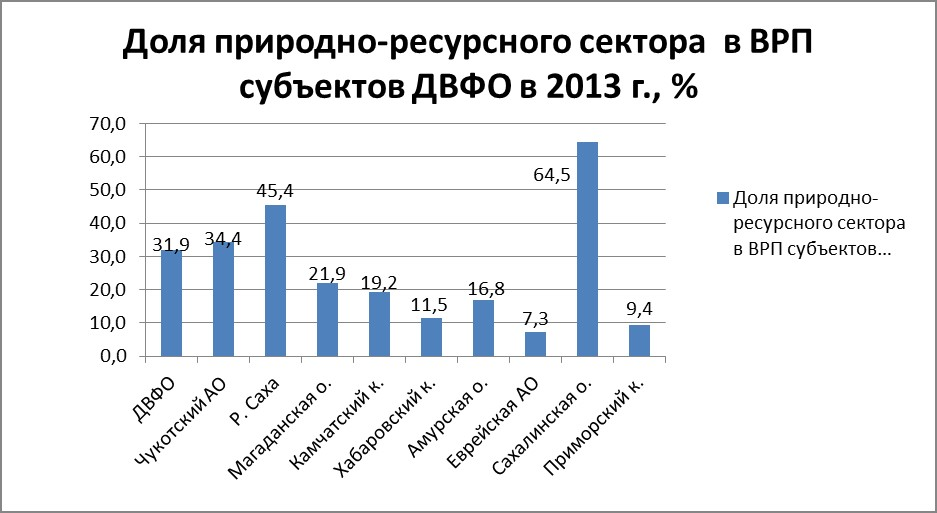 Доля природно-ресурсного сектора в ВРП
субъектов ДВФО в 2013 г., %
70,0
60,0
50,0
40,0
30,0
20,0
10,0
0,0
31,9
34,4
45,4
21,9
19,2
11,5
16,8
7,3
64,5
9,4
ДВФО
Чукотский АО
Р. Саха
Магаданская о.
Камчатский к.
Хабаровский к.
Амурская о.
Еврейская АО
Сахалинская о.
Приморский к.
Доля природно-
ресурсного сектора
в ВРП субъектов...